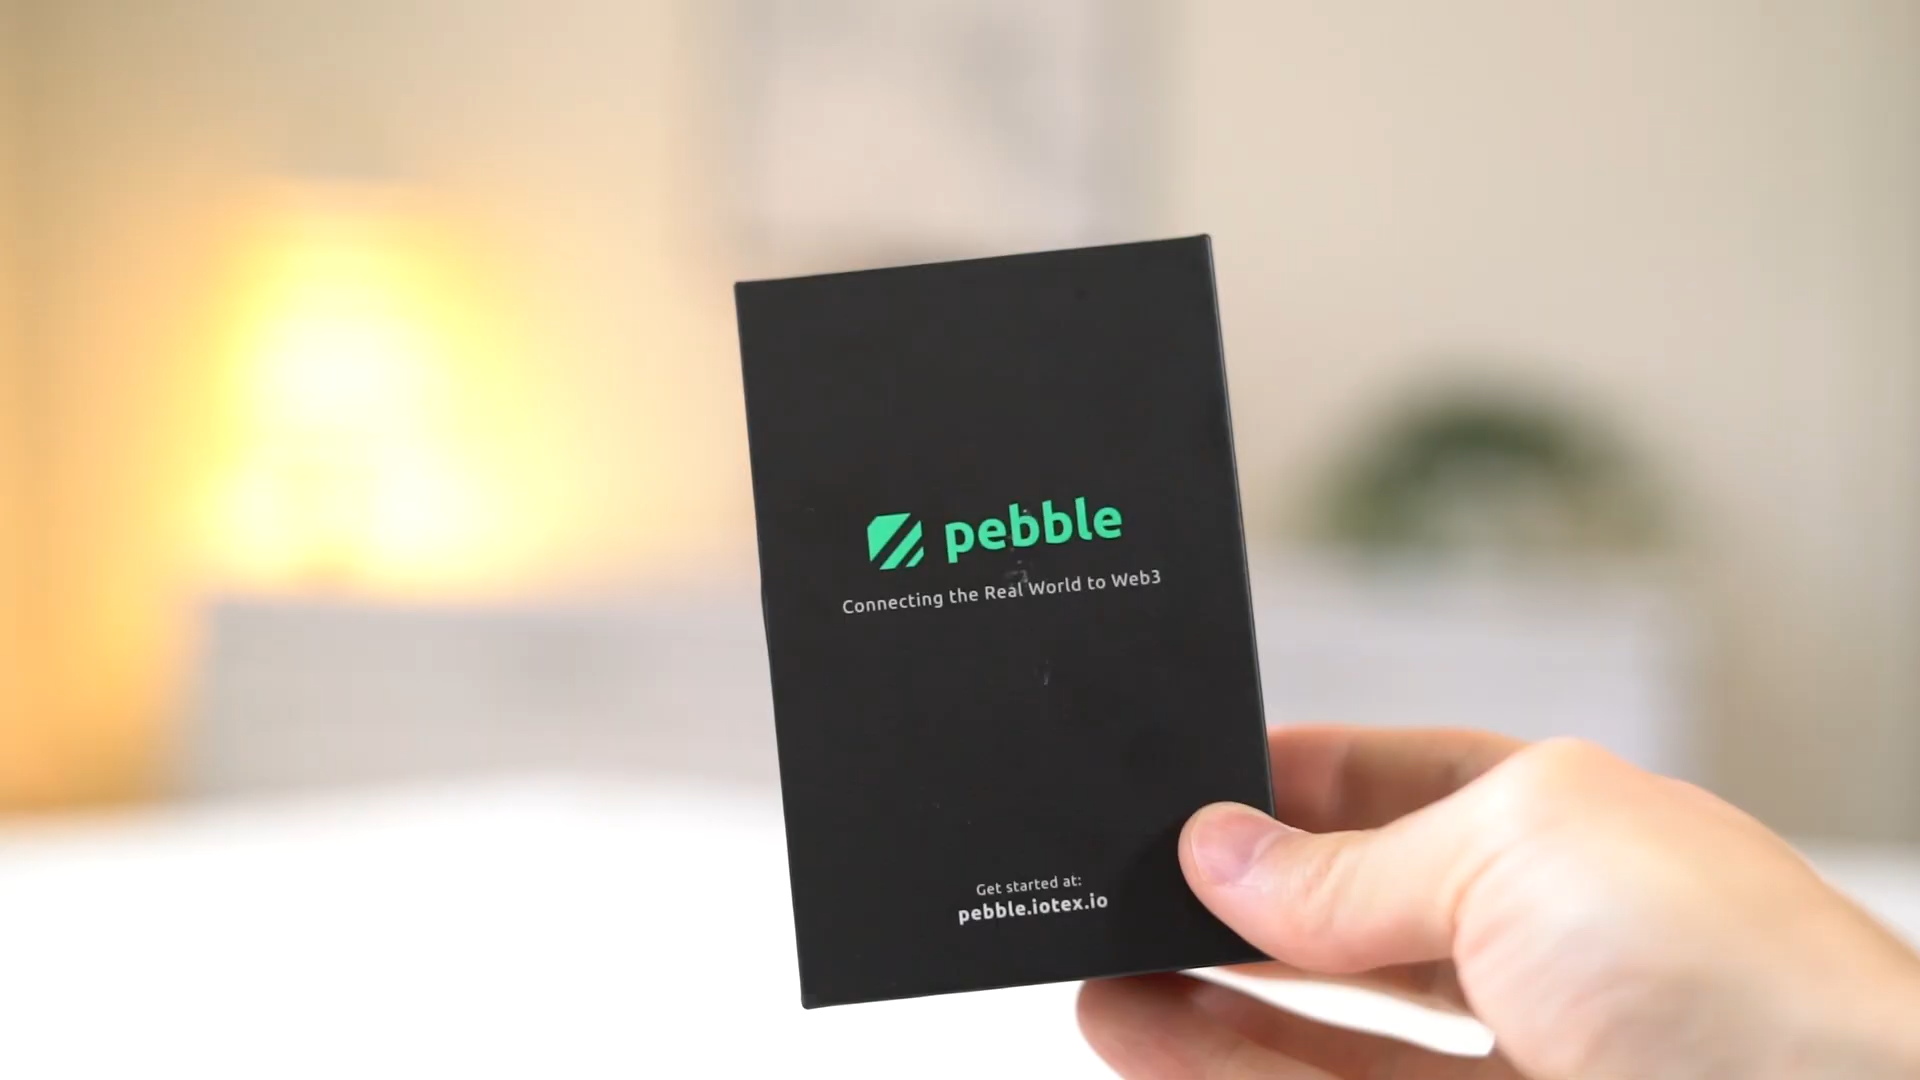 pebble
Connecting the Real World to Web3
Get started at:
pebble.iotex.io